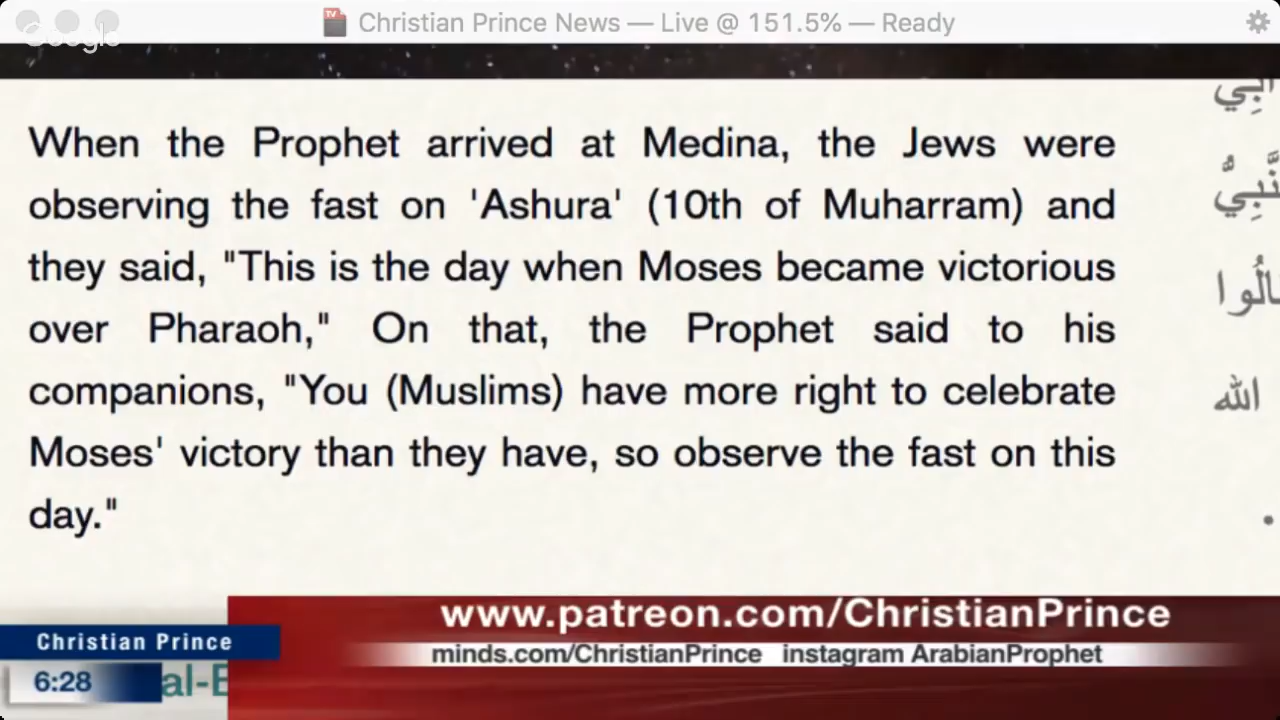 Christian Prince News — Live @ 151.5% — Ready
Google
When the Prophet arrived at Medina, the Jews were
observing the fast on 'Ashura' (10th of Muharram) and
they said, "This is the day when Moses became victorious
over Pharaoh," On that, the Prophet said to his
companions, "You (Muslims) have more right to celebrate
Moses' victory than they have, so observe the fast on this
day."
الله
www.patreon.com/ChristianPrince
Christian Prince
minds.com/ChristianPrince instagram ArabianProphet
6:28